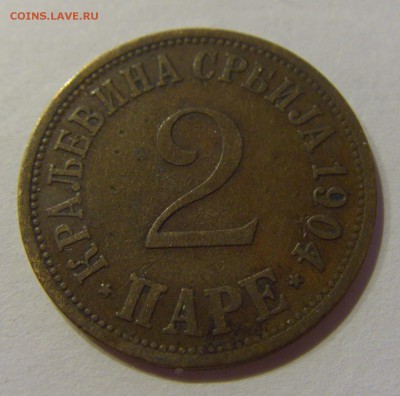 COINS.LAVE.RU
КРАЉЕВИНА СРБИЈА 1904
2
ПАРЕ